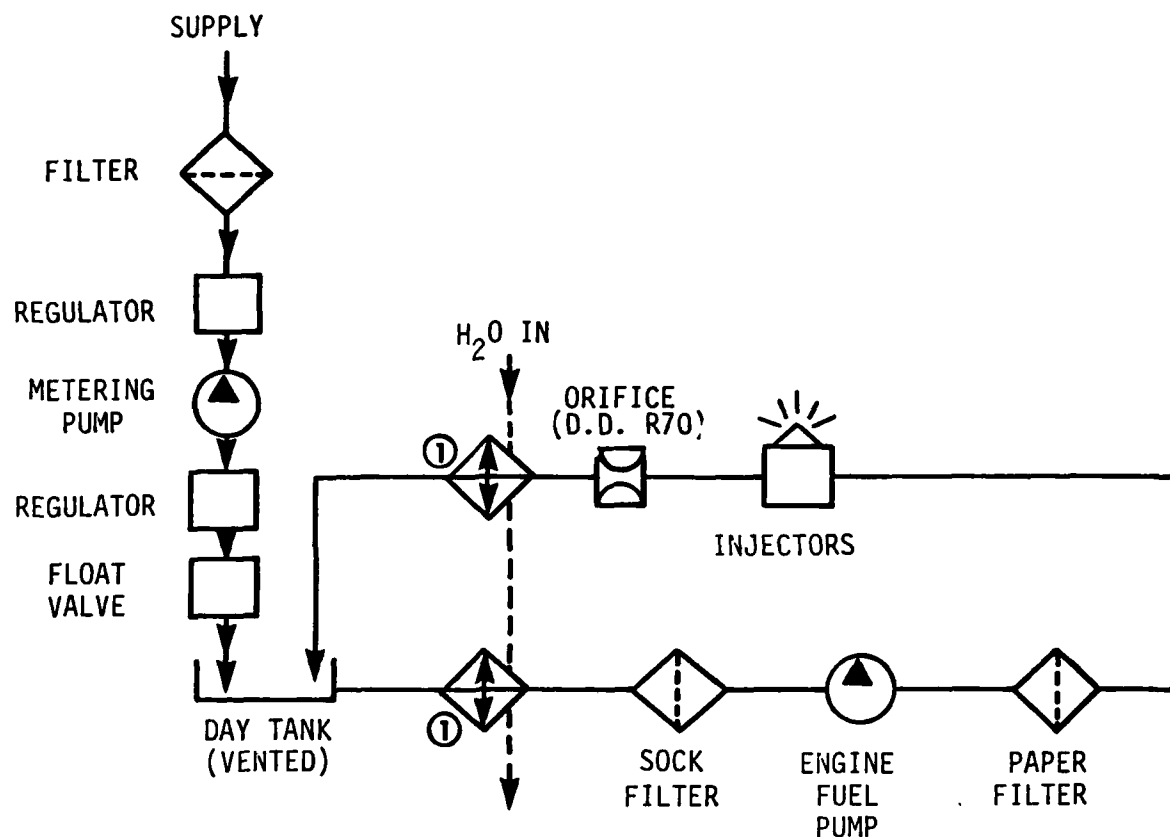 SUPPLY
FILTER
REGULATOR
METERING
PUMP
REGULATOR
FLOAT
VALVE
DAY TANK
(VENTED)
H₂O IN
①
ORIFICE
(D.D. R70)
INJECTORS
①
SOCK
FILTER
ENGINE
FUEL
PUMP
PAPER
FILTER